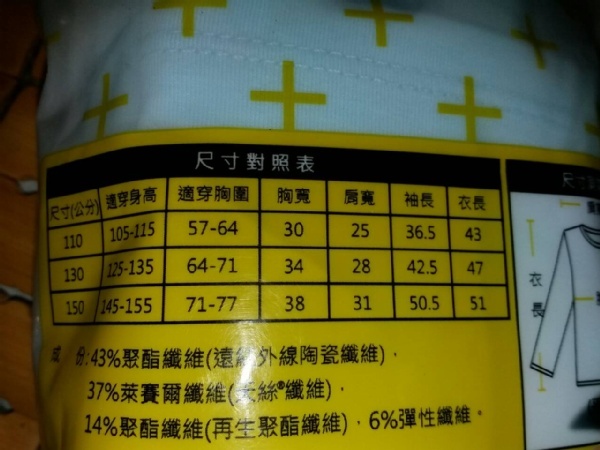 尺寸對照表
尺寸(公分) 適穿身高 適穿胸圍 胸寬 肩寬 袖長 衣長
110 105-115 57-64 30 25 36.5 43
130 125-135 64-71 34 28 42.5 47
150 145-155 71-77 38 31 50.5 51
成 份:43%聚酯纖維(遠紅外線陶瓷纖維)，
37%萊賽爾纖維(天絲®纖維)，
14%聚酯纖維(再生聚酯纖維)，6%彈性纖維。
尺寸
衣長